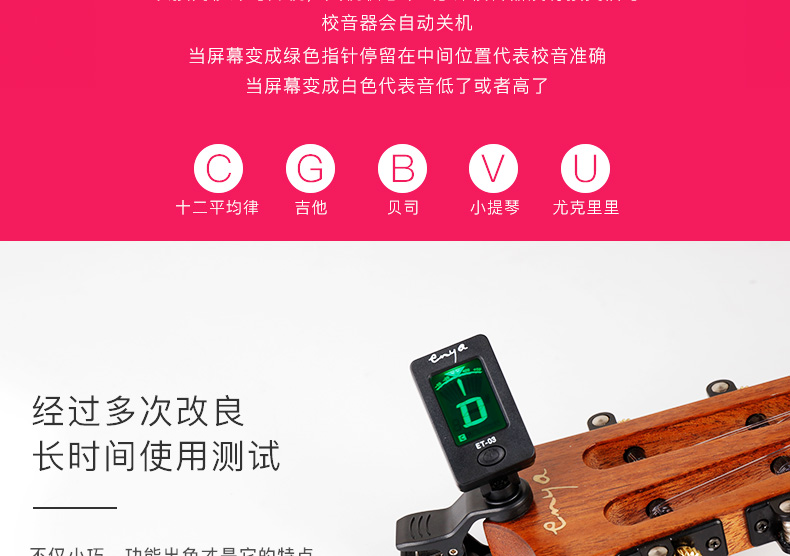 校音器会自动关机
当屏幕变成绿色指针停留在中间位置代表校音准确
当屏幕变成白色代表音低了或者高了
C G B V U
十二平均律 吉他 贝司 小提琴 尤克里里
经过多次改良
长时间使用测试
enya
D
ET-03
enya
不仅小巧，功能出色才是它的特点